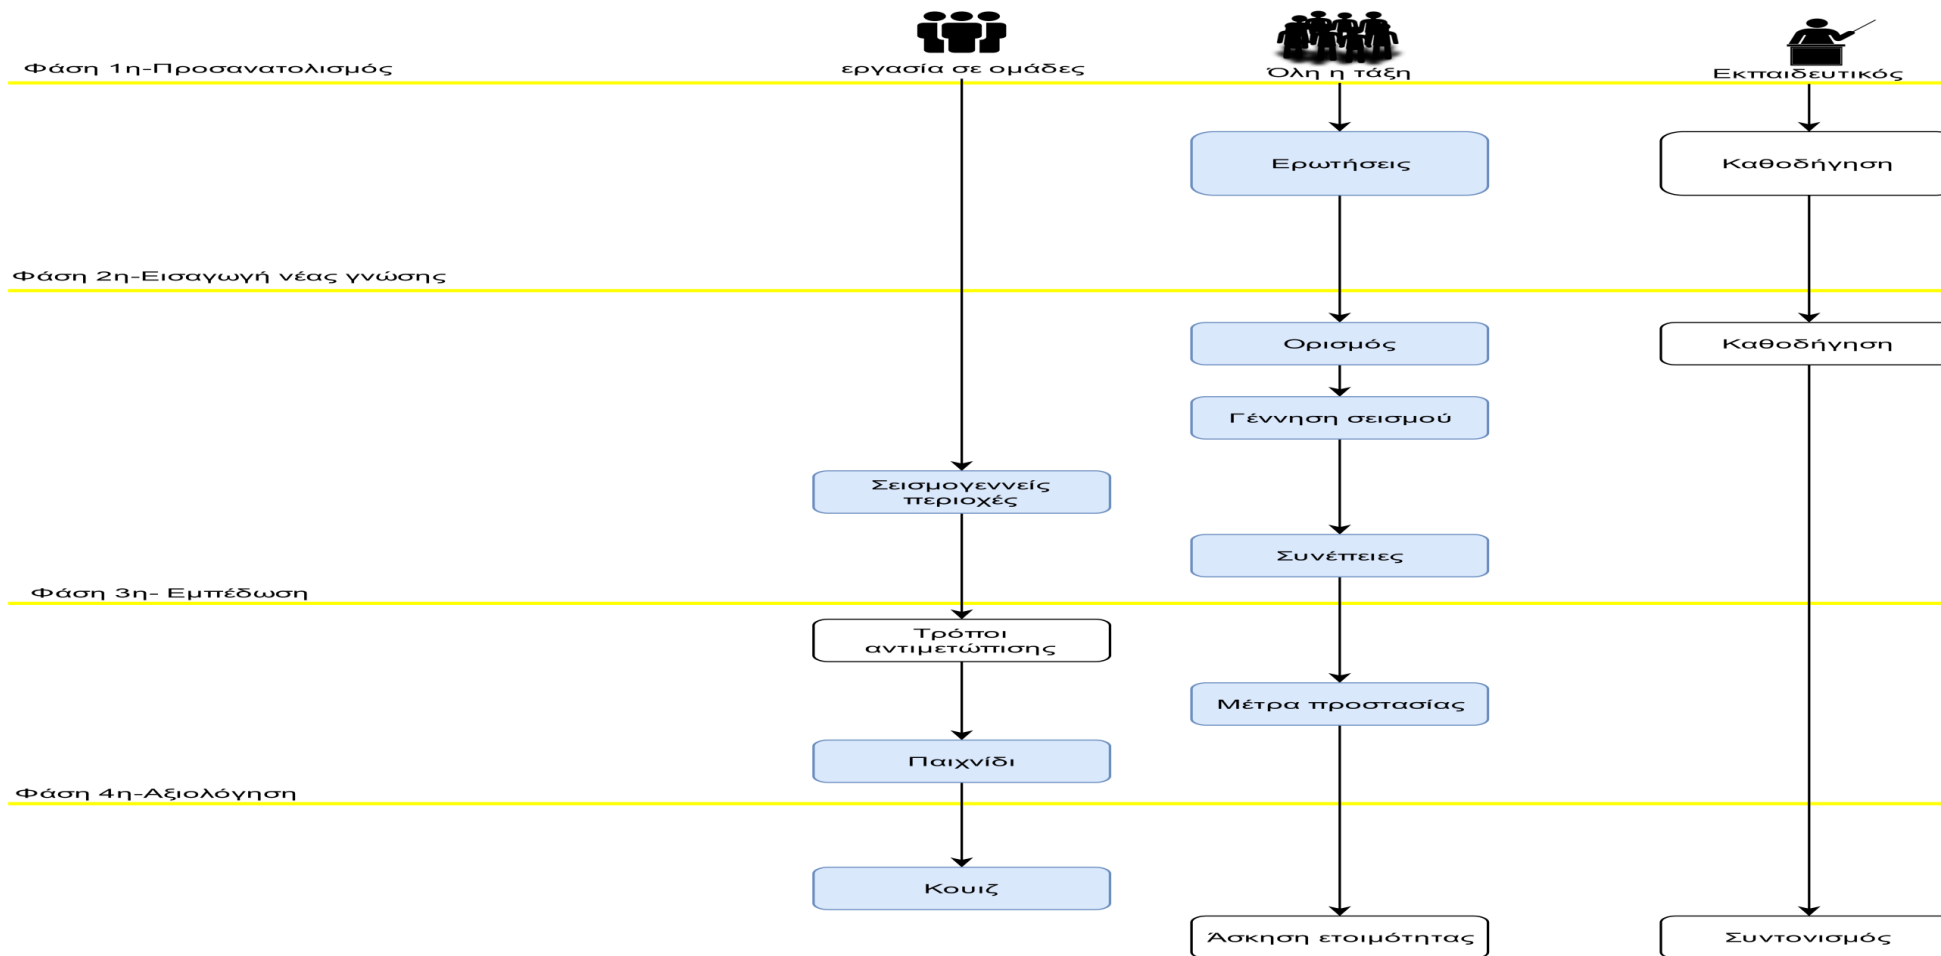 Φάση 1η-Προσανατολισμός
εργασία σε ομάδες
Όλη η τάξη
Εκπαιδευτικός
Ερωτήσεις
Καθοδήγηση
Φάση 2η-Εισαγωγή νέας γνώσης
Ορισμός
Καθοδήγηση
Γέννηση σεισμού
Σεισμογεννείς
περιοχές
Συνέπειες
Φάση 3η- Εμπέδωση
Τρόποι
αντιμετώπισης
Μέτρα προστασίας
Παιχνίδι
Φάση 4η-Αξιολόγηση
Κουιζ
Άσκηση ετοιμότητας
Συντονισμός